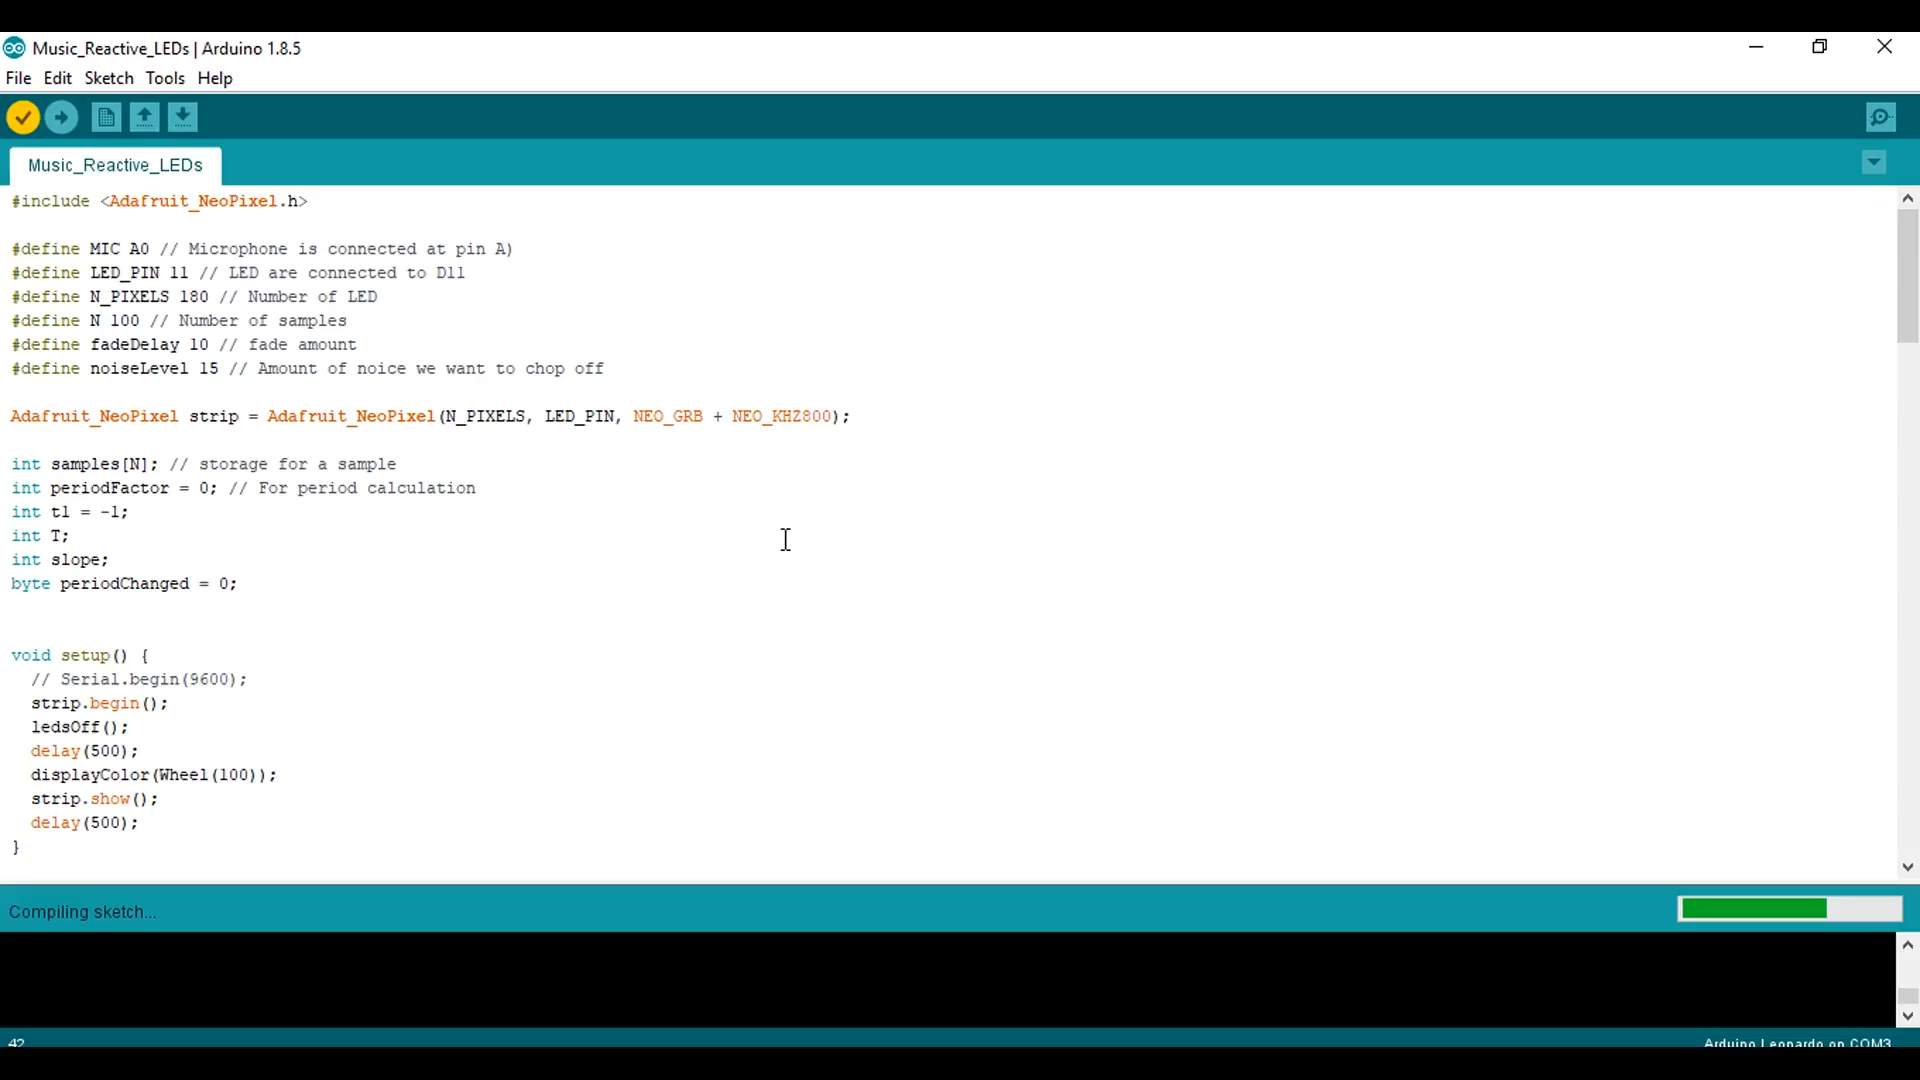 Music_Reactive_LEDs | Arduino 1.8.5
File Edit Sketch Tools Help
Music_Reactive_LEDs
#include <Adafruit_NeoPixel.h>
#define MIC A0 // Microphone is connected at pin A)
#define LED_PIN 11 // LED are connected to D11
#define N_PIXELS 180 // Number of LED
#define N 100 // Number of samples
#define fadeDelay 10 // fade amount
#define noiseLevel 15 // Amount of noice we want to chop off
Adafruit_NeoPixel strip = Adafruit_NeoPixel(N_PIXELS, LED_PIN, NEO_GRB + NEO_KHZ800);
int samples[N]; // storage for a sample
int periodFactor = 0; // For period calculation
int t1 = -1;
int T;
int slope;
byte periodChanged = 0;
void setup() {
// Serial.begin(9600);
strip.begin();
ledsOff();
delay(500);
displayColor(Wheel(100));
strip.show();
delay(500);
}
Compiling sketch...
42
Arduino Leonardo on COM3